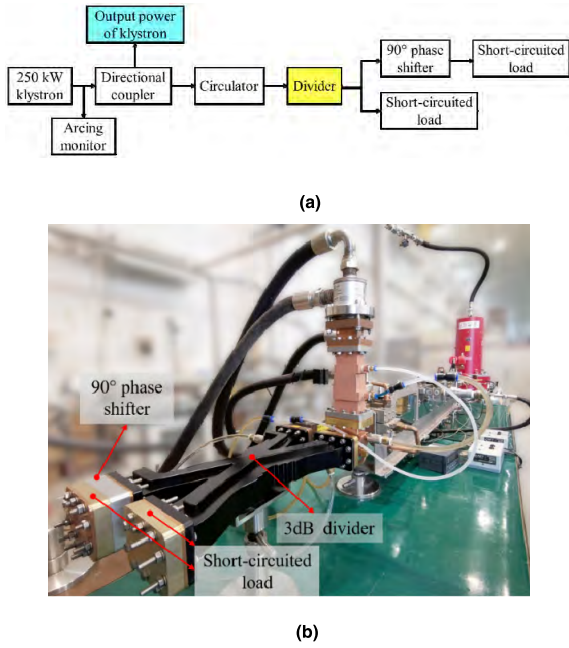 Output power
of klystron
250 kW
klystron
Directional
coupler
Circulator
Divider
90° phase
shifter
Short-circuited
load
Short-circuited
load
Arcing
monitor
(a)
90° phase
shifter
3dB divider
Short-circuited
load
(b)